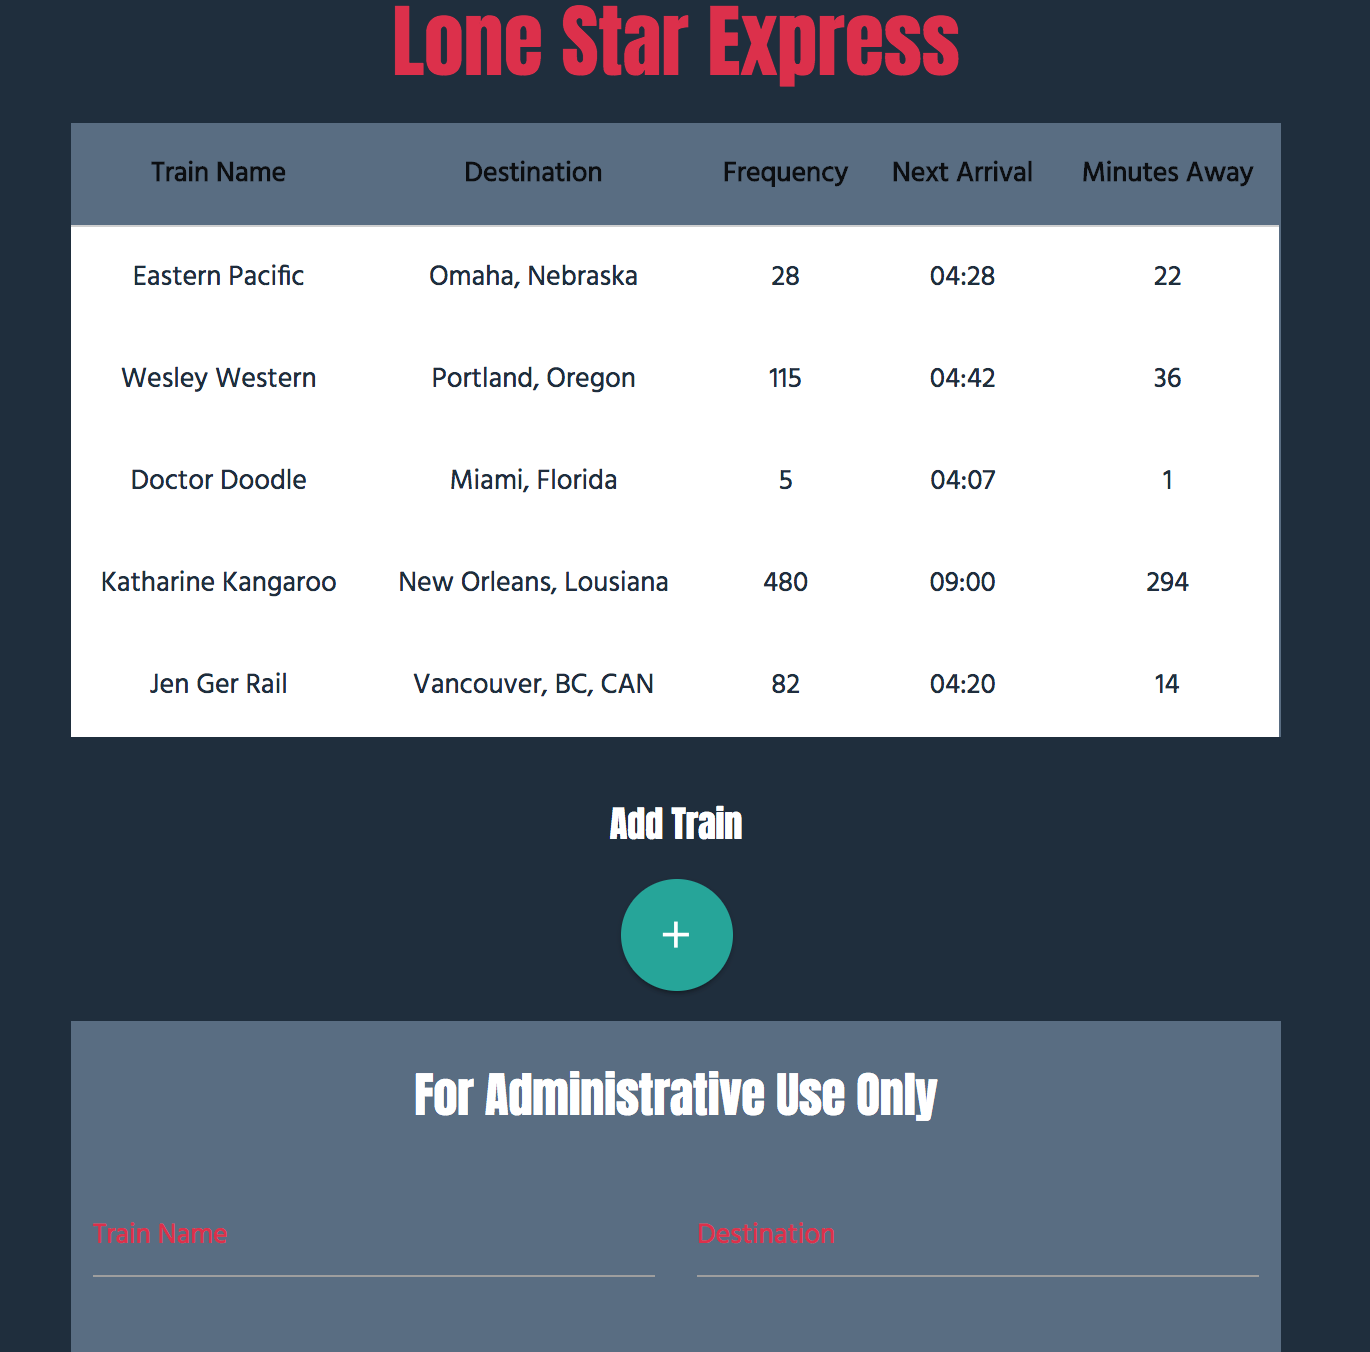 Lone Star Express
Train Name Destination Frequency Next Arrival Minutes Away
Eastern Pacific Omaha, Nebraska 28 04:28 22
Wesley Western Portland, Oregon 115 04:42 36
Doctor Doodle Miami, Florida 5 04:07 1
Katharine Kangaroo New Orleans, Lousiana 480 09:00 294
Jen Ger Rail Vancouver, BC, CAN 82 04:20 14
Add Train
+
For Administrative Use Only
Train Name Destination